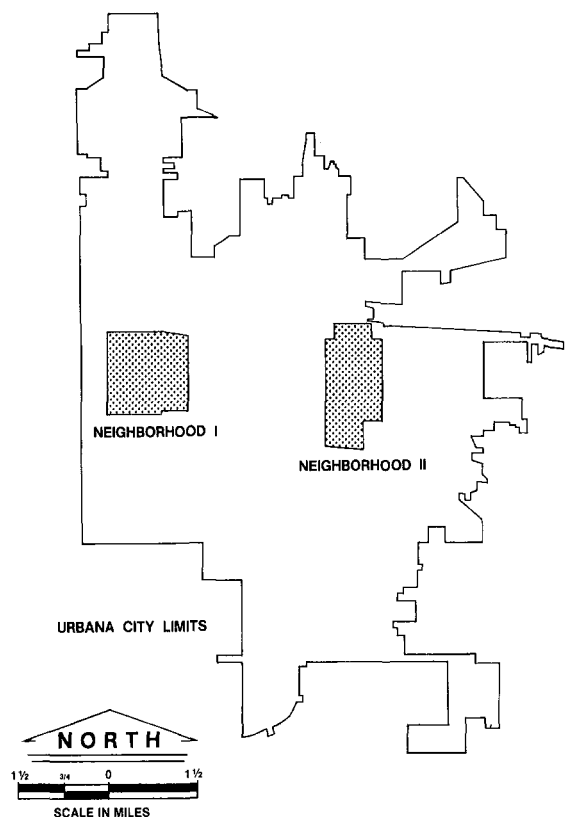 NEIGHBORHOOD I
NEIGHBORHOOD II
URBANA CITY LIMITS
NORTH
1 ½ 3/4 0 1 ½
SCALE IN MILES